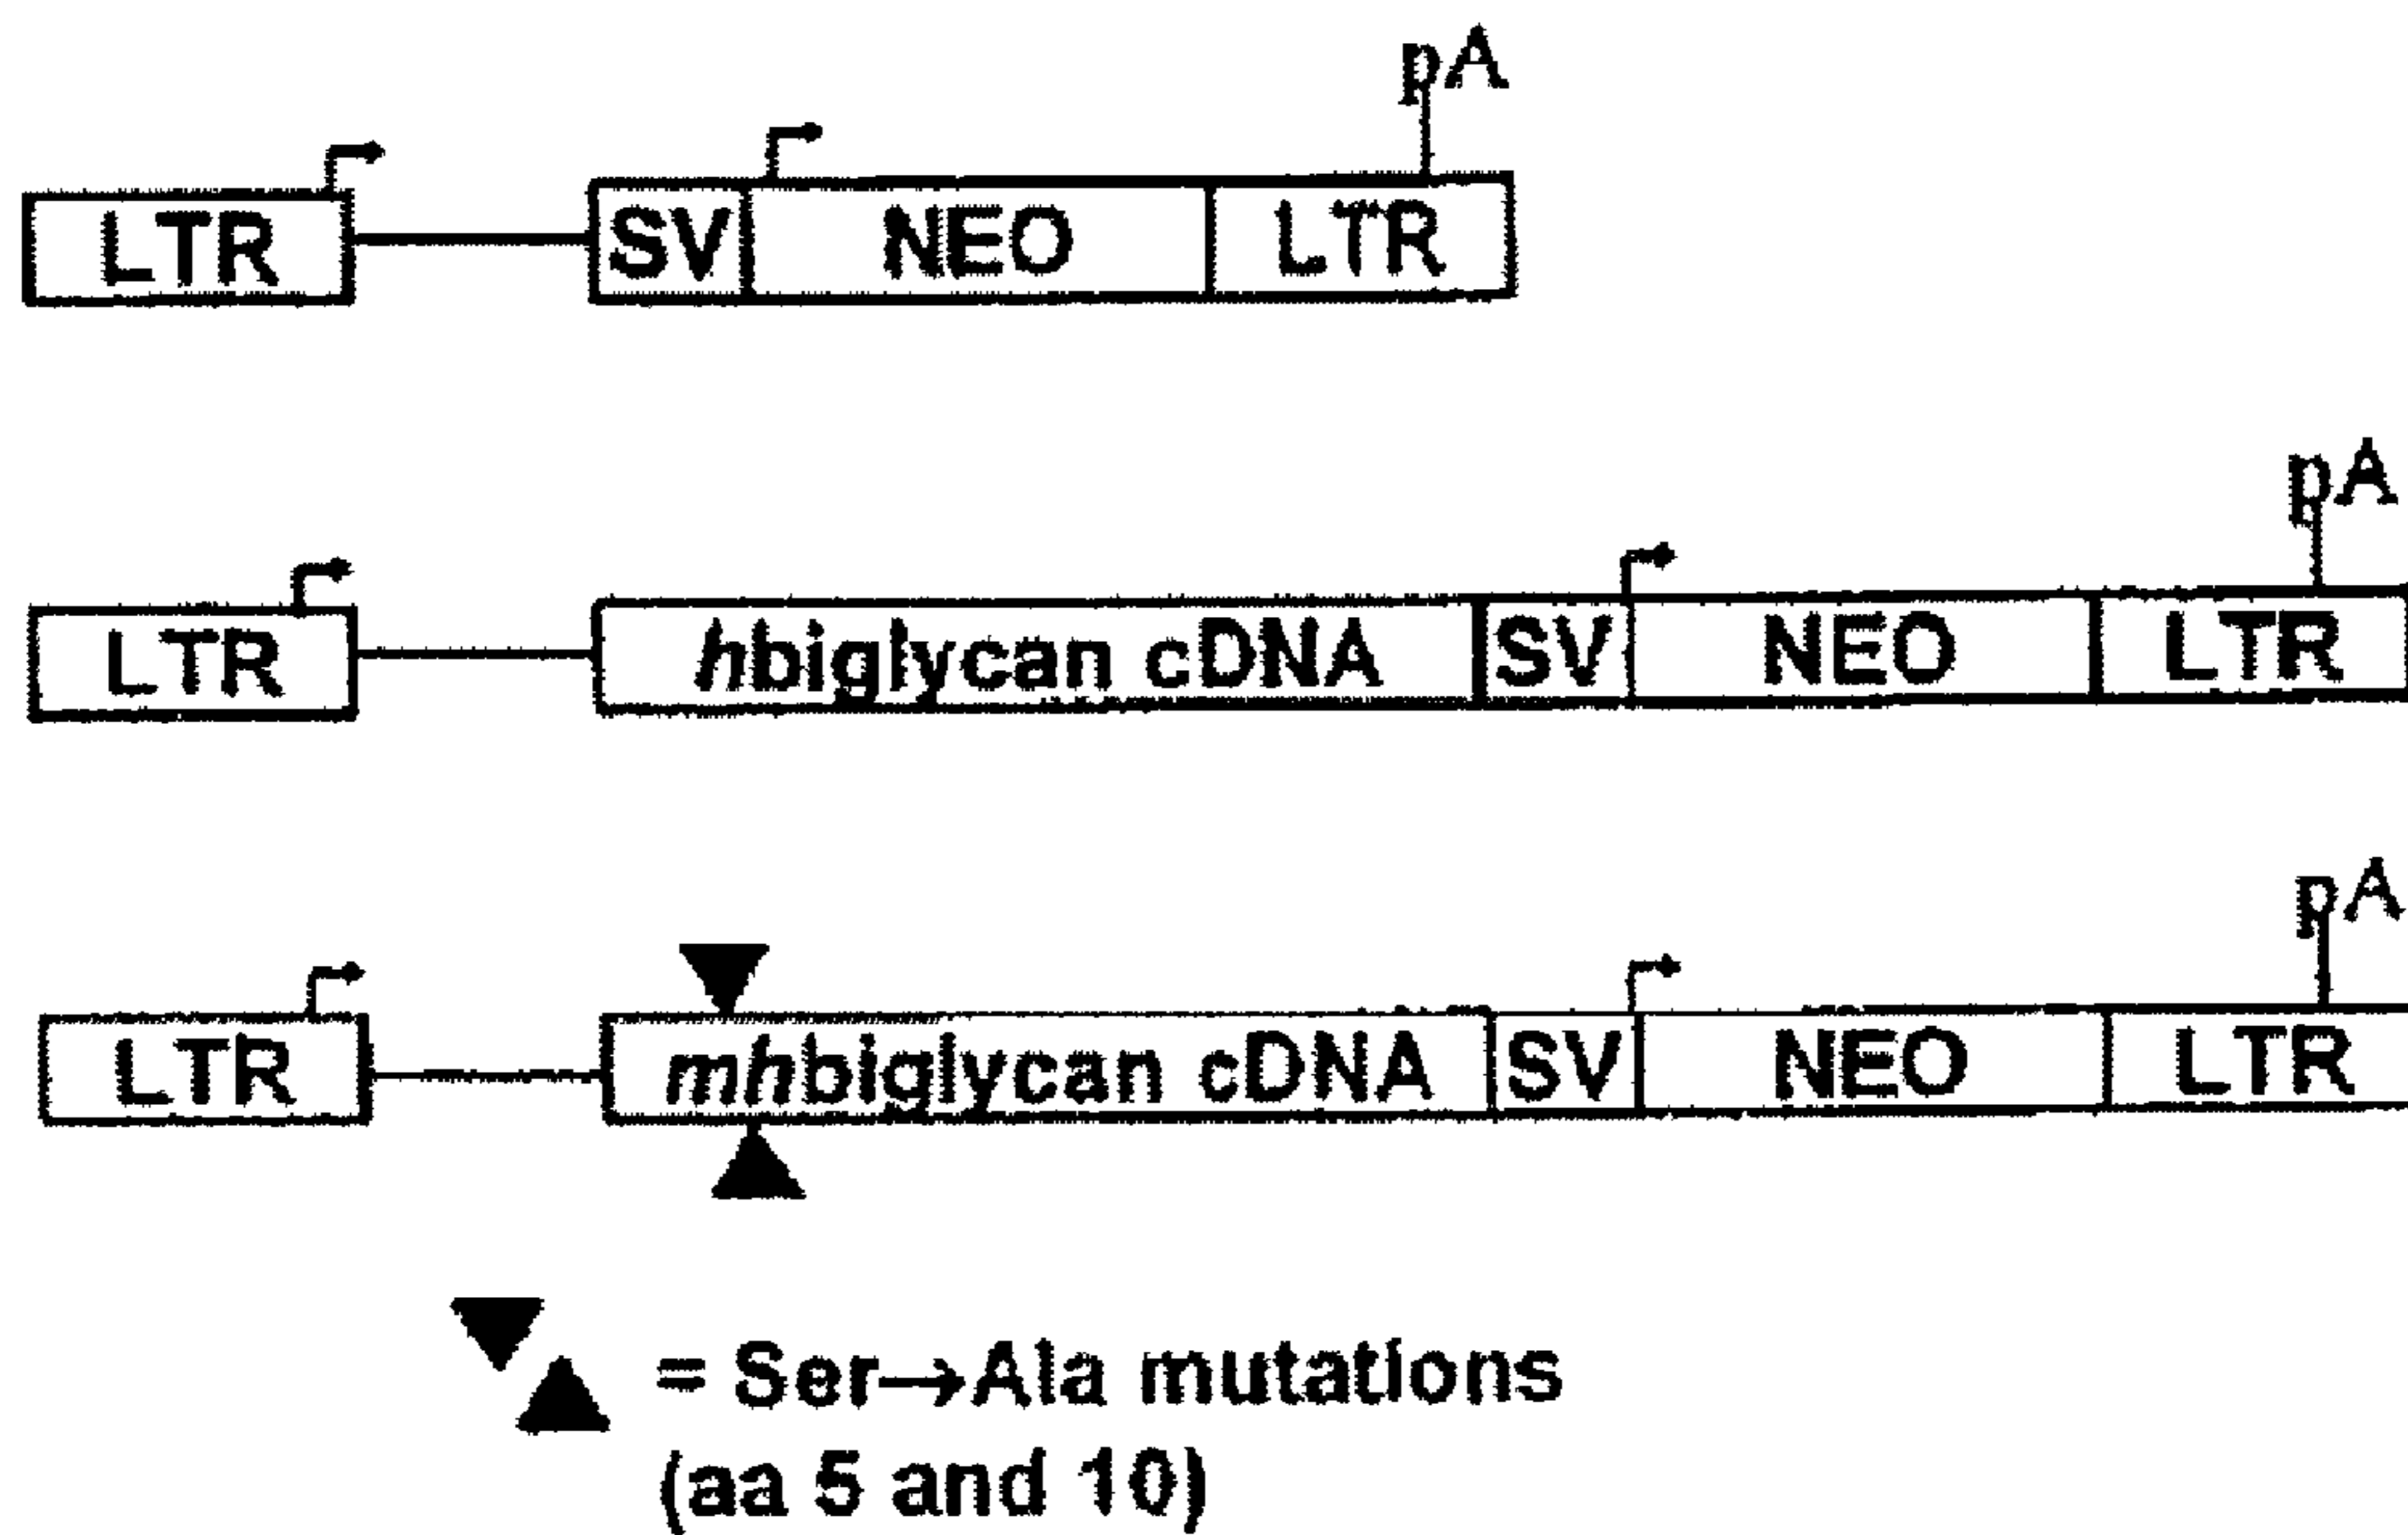 pA
LTR SV NEO LTR
pA
LTR hbiglycan cDNA SV NEO LTR
pA
LTR mhbiglycan cDNA SV NEO LTR
= Ser→Ala mutations
(aa 5 and 10)